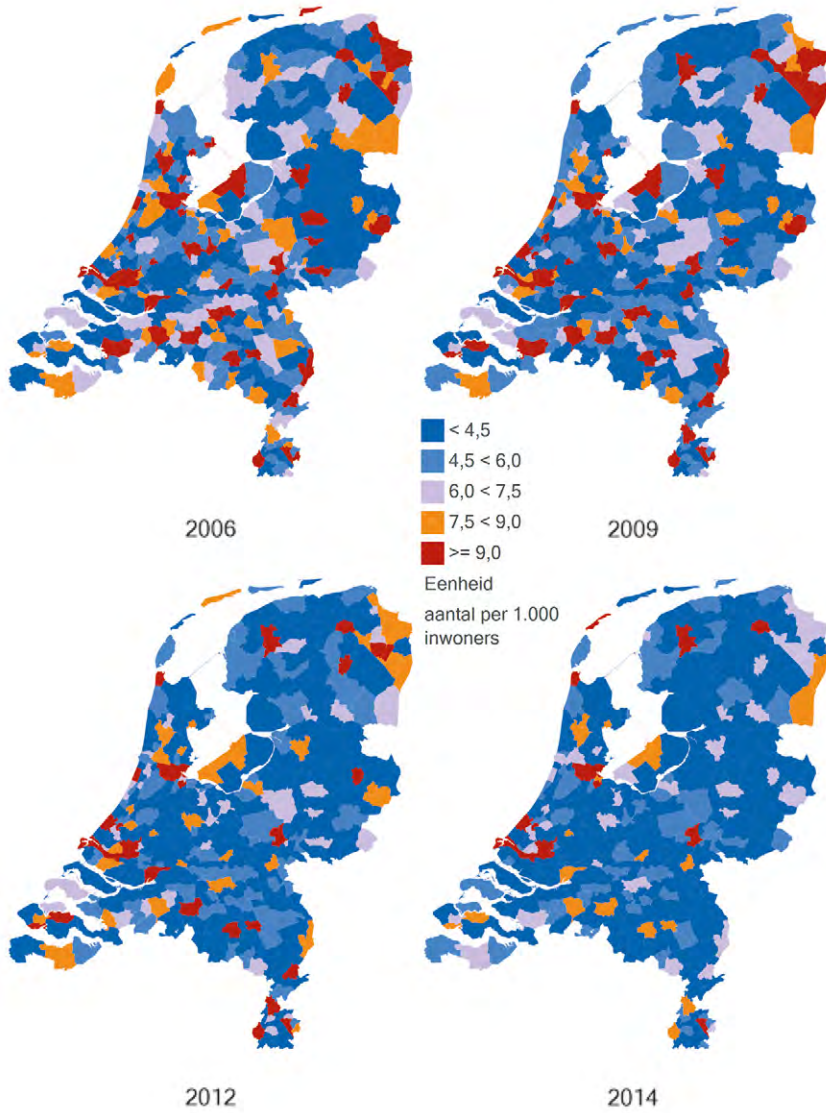 2006
2009
< 4,5
4,5 < 6,0
6,0 < 7,5
7,5 < 9,0
>= 9,0
Eenheid
aantal per 1.000
inwoners
2012
2014